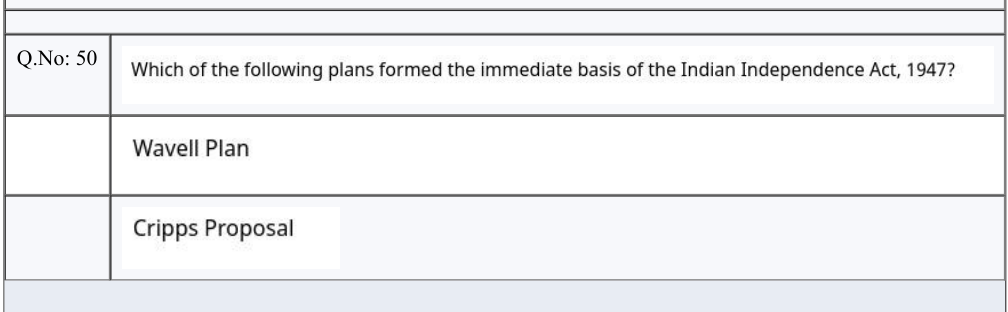 Q.No: 50
Which of the following plans formed the immediate basis of the Indian Independence Act, 1947?
Wavell Plan
Cripps Proposal